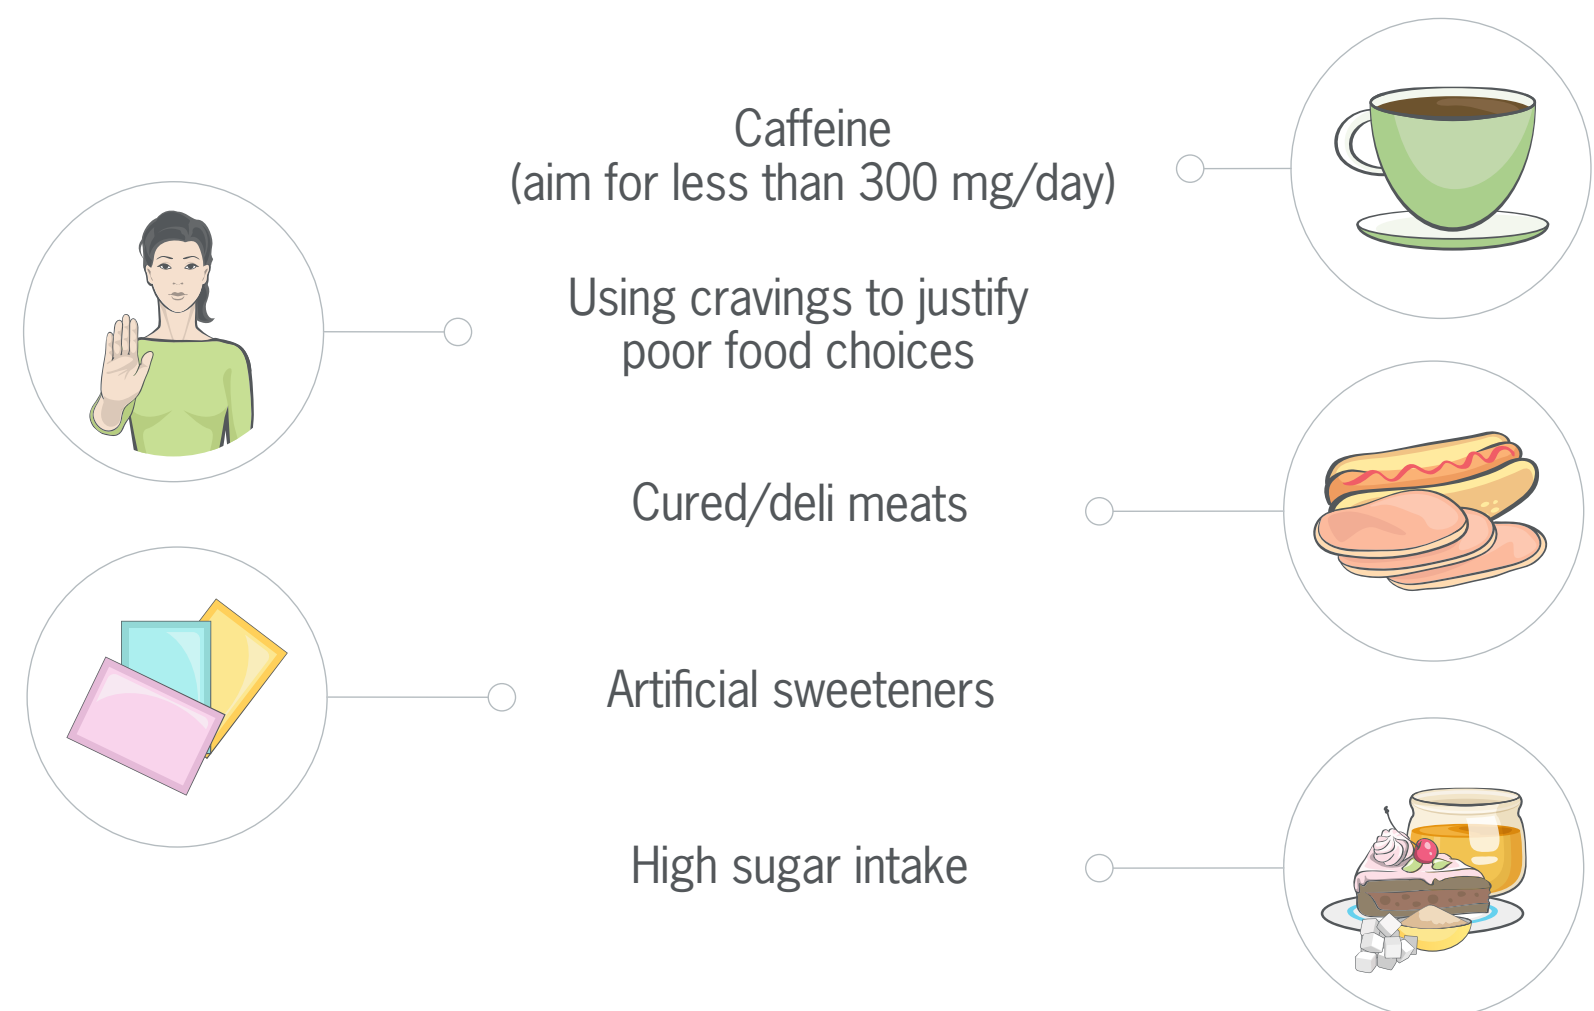 Caffeine
(aim for less than 300 mg/day)
Using cravings to justify
poor food choices
Cured/deli meats
Artificial sweeteners
High sugar intake